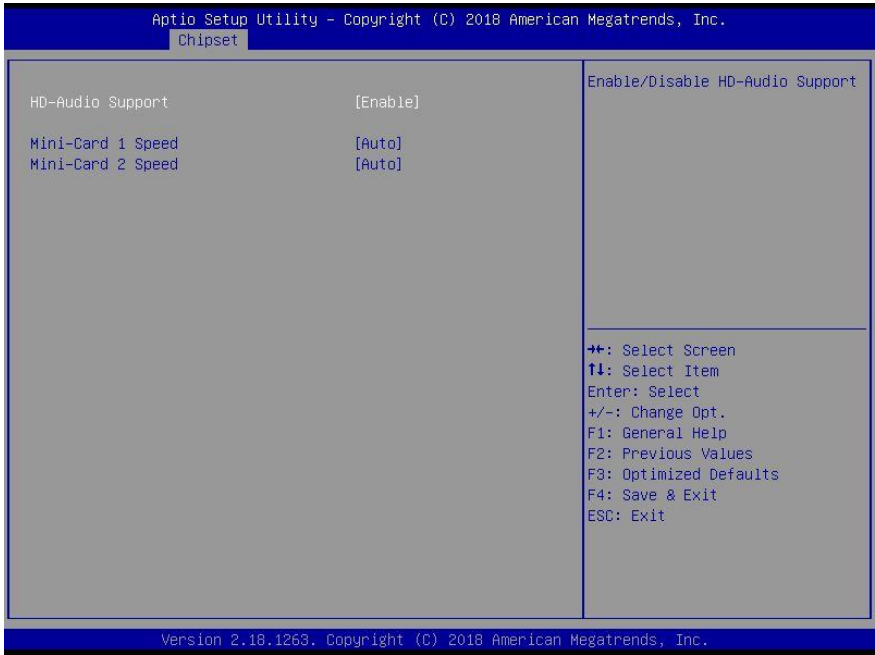 Aptio Setup Utility – Copyright (C) 2018 American Megatrends, Inc.
Chipset
HD-Audio Support [Enable]
Mini-Card 1 Speed [Auto]
Mini-Card 2 Speed [Auto]
Enable/Disable HD-Audio Support
→←: Select Screen
↑↓: Select Item
Enter: Select
+/-: Change Opt.
F1: General Help
F2: Previous Values
F3: Optimized Defaults
F4: Save & Exit
ESC: Exit
Version 2.18.1263. Copyright (C) 2018 American Megatrends, Inc.